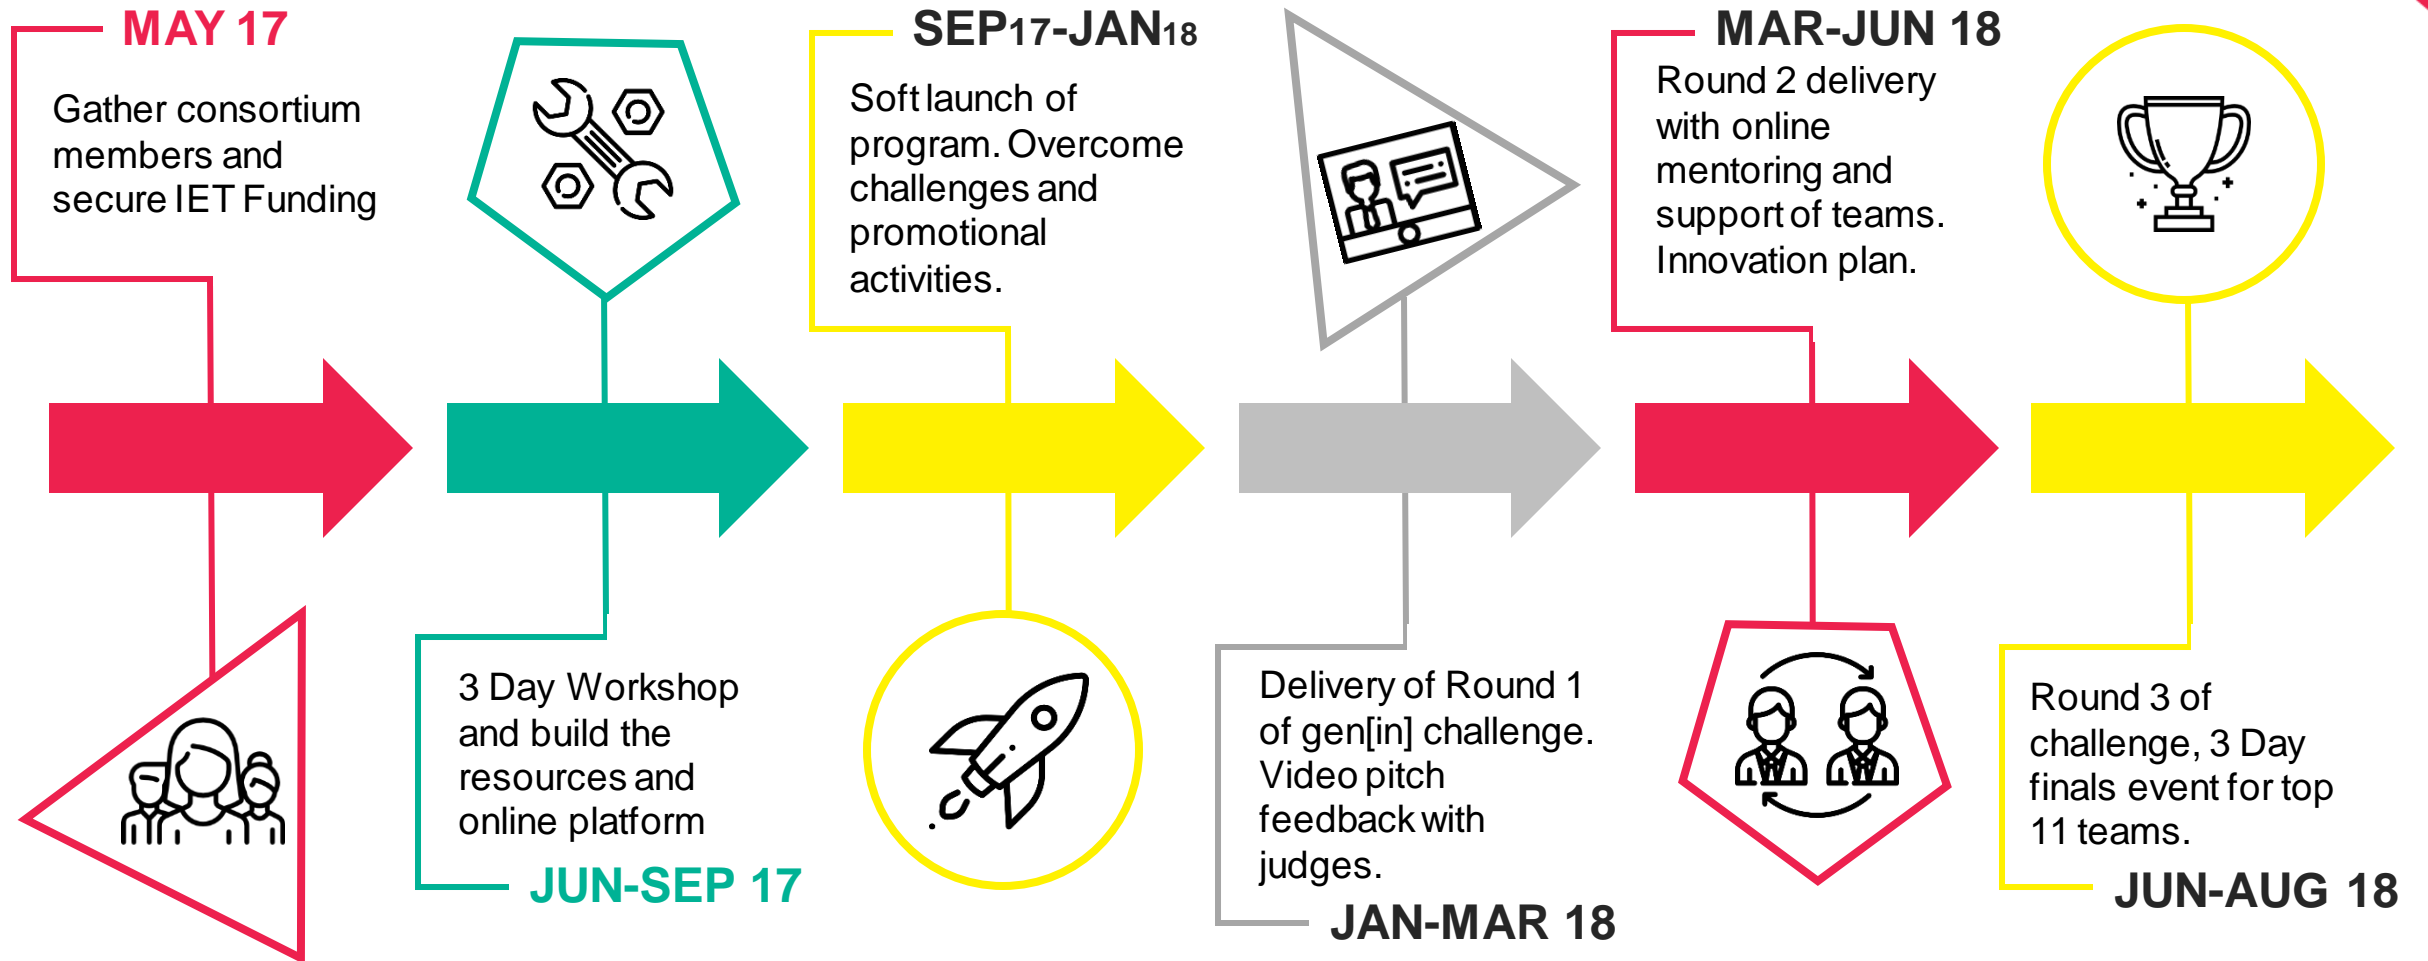 MAY 17
Gather consortium
members and
secure IET Funding
3 Day Workshop
and build the
resources and
online platform
JUN-SEP 17
SEP17-JAN18
Soft launch of
program. Overcome
challenges and
promotional
activities.
Delivery of Round 1
of gen[in] challenge.
Video pitch
feedback with
judges.
JAN-MAR 18
MAR-JUN 18
Round 2 delivery
with online
mentoring and
support of teams.
Innovation plan.
Round 3 of
challenge, 3 Day
finals event for top
11 teams.
JUN-AUG 18